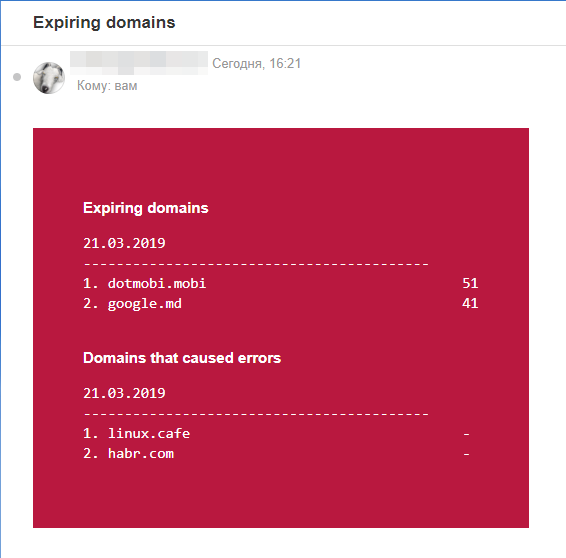 Expiring domains
Сегодня, 16:21
Кому: вам
Expiring domains
21.03.2019
------------------------------------------
1. dotmobi.mobi 51
2. google.md 41
Domains that caused errors
21.03.2019
------------------------------------------
1. linux.cafe -
2. habr.com -